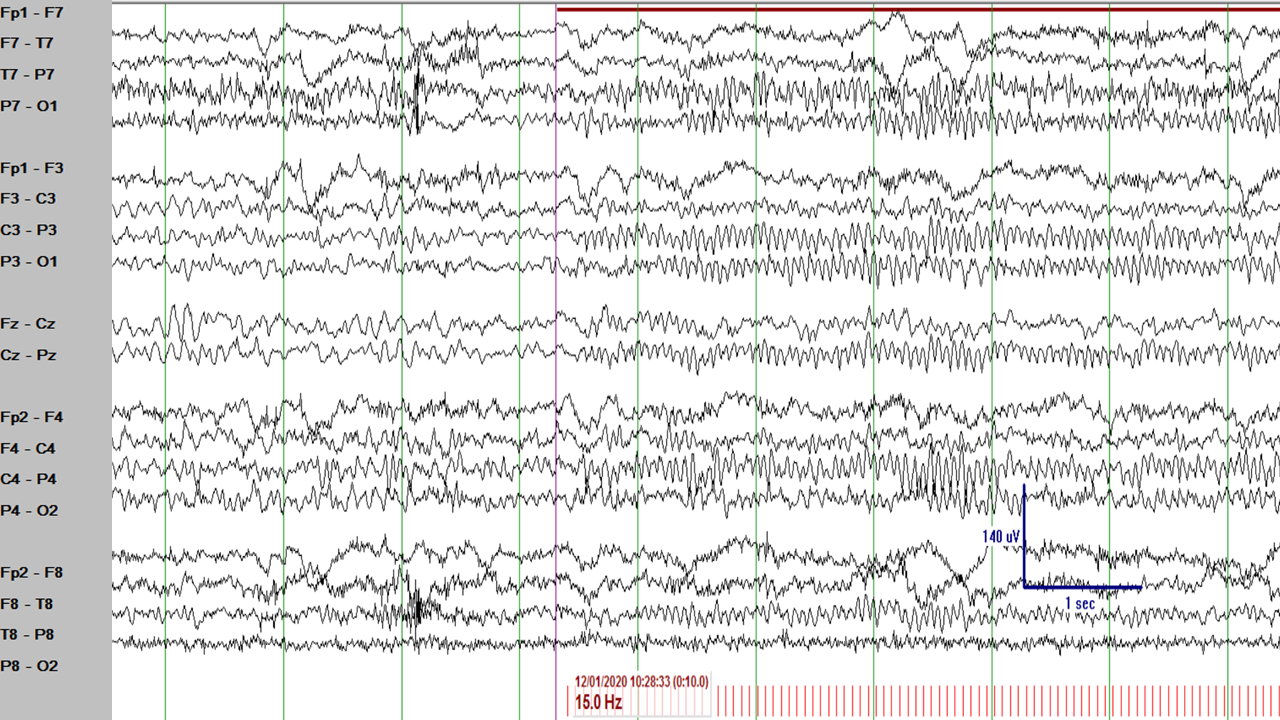 Fp1 - F7
F7 - T7
T7 - P7
P7 - O1
Fp1 - F3
F3 - C3
C3 - P3
P3 - O1
Fz - Cz
Cz - Pz
Fp2 - F4
F4 - C4
C4 - P4
P4 - O2
140 uV
Fp2 - F8
F8 - T8
1 sec
T8 - P8
P8 - O2
12/01/2020 10:28:33 (0:10.0)
15.0 Hz